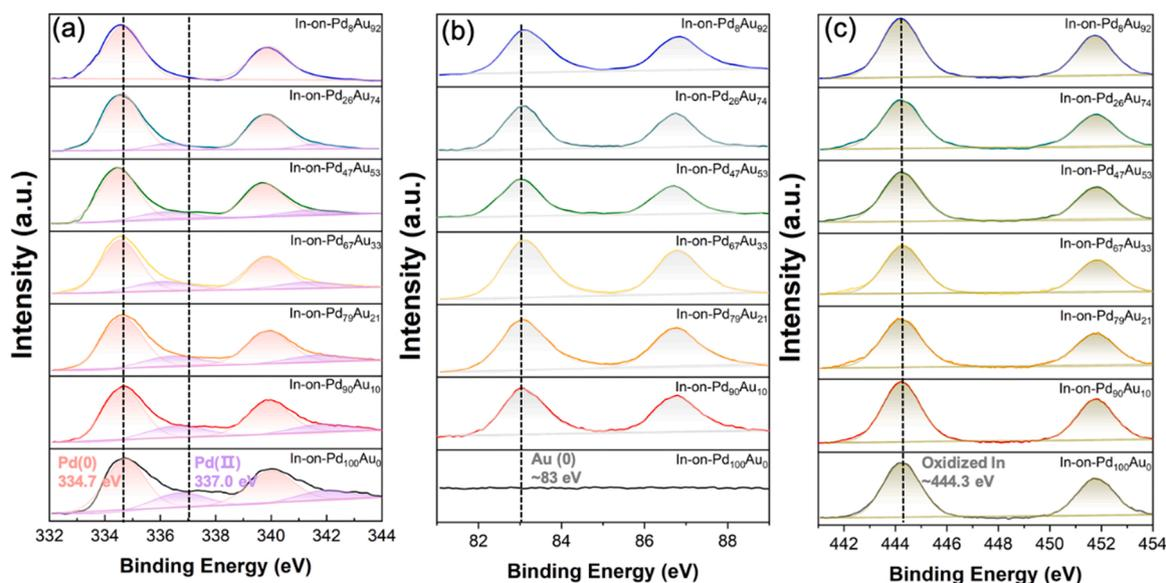 (a)
In-on-Pd₈Au₉₂
In-on-Pd₂₆Au₇₄
In-on-Pd₄₇Au₅₃
In-on-Pd₆₇Au₃₃
In-on-Pd₇₉Au₂₁
In-on-Pd₉₀Au₁₀
In-on-Pd₁₀₀Au₀
Pd(0)
334.7 eV
Pd(II)
337.0 eV
Intensity (a.u.)
332 334 336 338 340 342 344
Binding Energy (eV)
(b)
In-on-Pd₈Au₉₂
In-on-Pd₂₆Au₇₄
In-on-Pd₄₇Au₅₃
In-on-Pd₆₇Au₃₃
In-on-Pd₇₉Au₂₁
In-on-Pd₉₀Au₁₀
In-on-Pd₁₀₀Au₀
Au (0)
~83 eV
Intensity (a.u.)
82 84 86 88
Binding Energy (eV)
(c)
In-on-Pd₈Au₉₂
In-on-Pd₂₆Au₇₄
In-on-Pd₄₇Au₅₃
In-on-Pd₆₇Au₃₃
In-on-Pd₇₉Au₂₁
In-on-Pd₉₀Au₁₀
In-on-Pd₁₀₀Au₀
Oxidized In
~444.3 eV
Intensity (a.u.)
442 444 446 448 450 452 454
Binding Energy (eV)